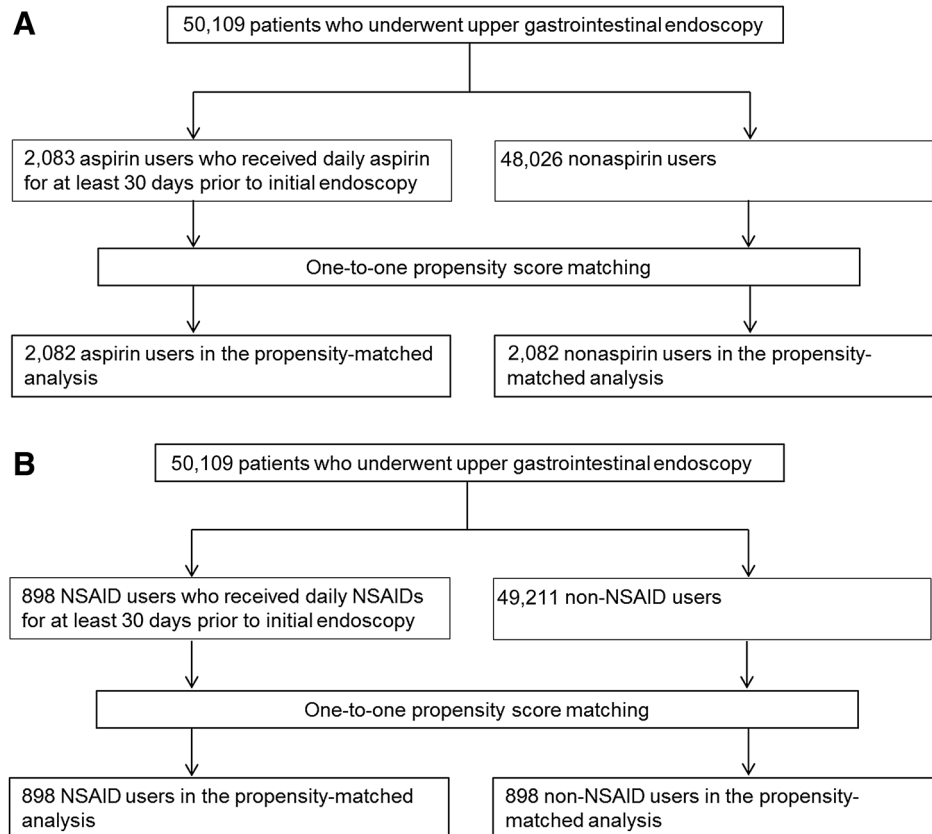 A
50,109 patients who underwent upper gastrointestinal endoscopy
2,083 aspirin users who received daily aspirin
for at least 30 days prior to initial endoscopy
48,026 nonaspirin users
One-to-one propensity score matching
2,082 aspirin users in the propensity-matched
analysis
2,082 nonaspirin users in the propensity-
matched analysis
B
50,109 patients who underwent upper gastrointestinal endoscopy
898 NSAID users who received daily NSAIDs
for at least 30 days prior to initial endoscopy
49,211 non-NSAID users
One-to-one propensity score matching
898 NSAID users in the propensity-matched
analysis
898 non-NSAID users in the propensity-
matched analysis